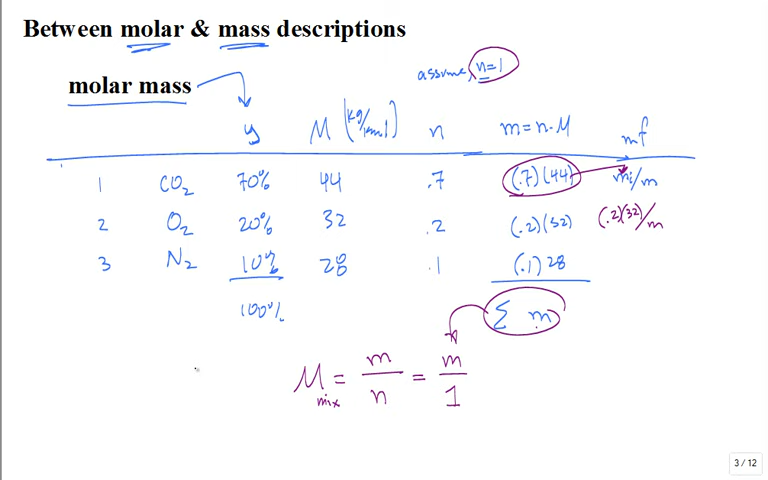 Between molar & mass descriptions
assume, n=1
molar mass
y M (kg/kmol) n m=n·M mf
1 CO2 70% 44 .7 (.7)(44) mi/m
2 O2 20% 32 .2 (.2)(32) (.2)(32)/m
3 N2 10% 28 .1 (.1) 28
100% Σ m
Mmix = m/n = m/1
3 / 12